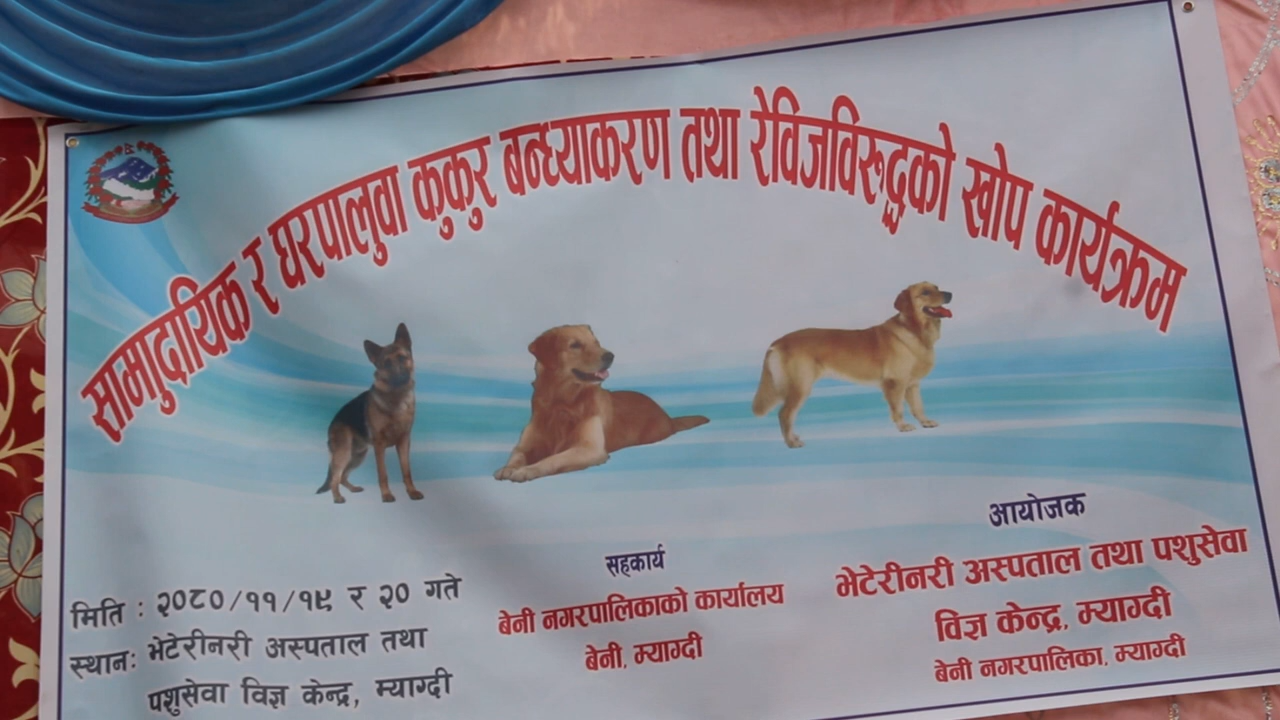 सामुदायिक र घरपालुवा कुकुर बन्ध्याकरण तथा रेविजविरूद्धको खोप कार्यक्रम
मिति : २०८०/११/१९ र २० गते
स्थानः भेटेरीनरी अस्पताल तथा
पशुसेवा विज्ञ केन्द्र, म्याग्दी
सहकार्य
बेनी नगरपालिकाको कार्यालय
बेनी, म्याग्दी
आयोजक
भेटेरीनरी अस्पताल तथा पशुसेवा
विज्ञ केन्द्र, म्याग्दी
बेनी नगरपालिका, म्याग्दी